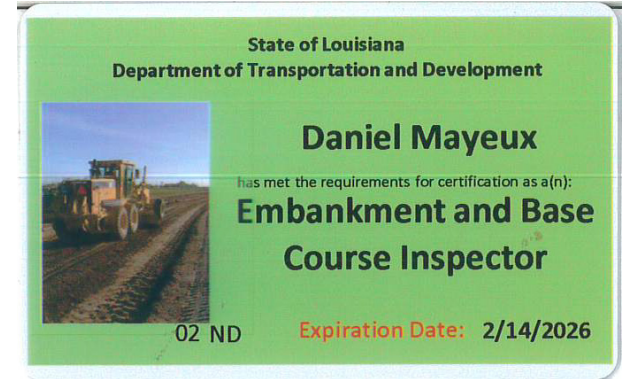 State of Louisiana
Department of Transportation and Development
Daniel Mayeux
has met the requirements for certification as a(n):
Embankment and Base
Course Inspector
02 ND
Expiration Date: 2/14/2026